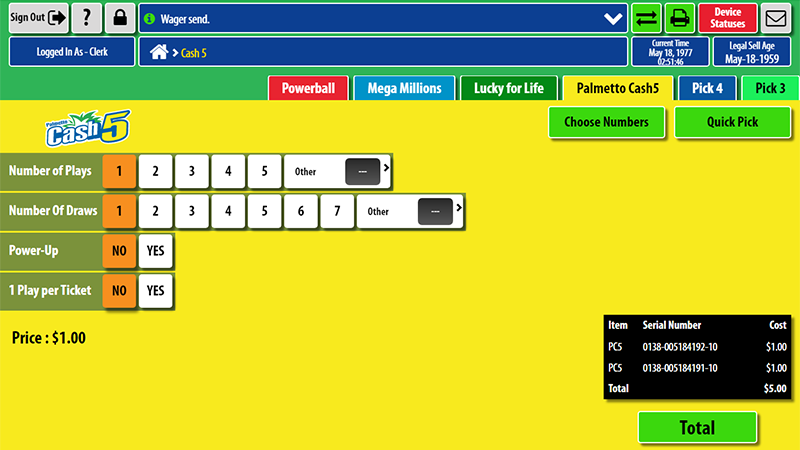 Sign Out
?
Wager send.
Device
Statuses
Logged In As - Clerk
> Cash 5
Current Time
May 18, 1977
02:51:46
Legal Sell Age
May-18-1959
Powerball
Mega Millions
Lucky for Life
Palmetto Cash5
Pick 4
Pick 3
Palmetto
Cash 5
Choose Numbers
Quick Pick
Number of Plays 1 2 3 4 5 Other --- >
Number Of Draws 1 2 3 4 5 6 7 Other --- >
Power-Up NO YES
1 Play per Ticket NO YES
Price : $1.00
Item Serial Number Cost
PC5 0138-005184192-10 $1.00
PC5 0138-005184191-10 $1.00
Total $5.00
Total